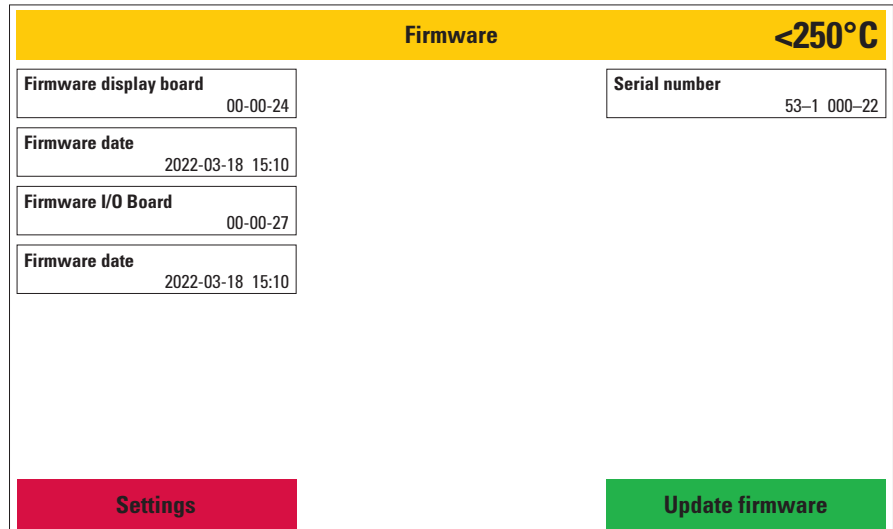 Firmware
<250°C
Firmware display board
00-00-24
Firmware date
2022-03-18 15:10
Firmware I/O Board
00-00-27
Firmware date
2022-03-18 15:10
Serial number
53–1 000–22
Settings
Update firmware